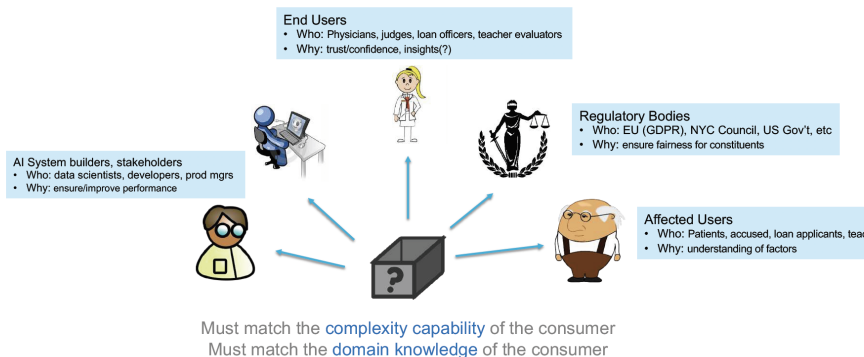 End Users
• Who: Physicians, judges, loan officers, teacher evaluators
• Why: trust/confidence, insights(?)
Regulatory Bodies
• Who: EU (GDPR), NYC Council, US Gov't, etc
• Why: ensure fairness for constituents
AI System builders, stakeholders
• Who: data scientists, developers, prod mgrs
• Why: ensure/improve performance
Affected Users
• Who: Patients, accused, loan applicants,
• Why: understanding of factors
?
Must match the complexity capability of the consumer
Must match the domain knowledge of the consumer